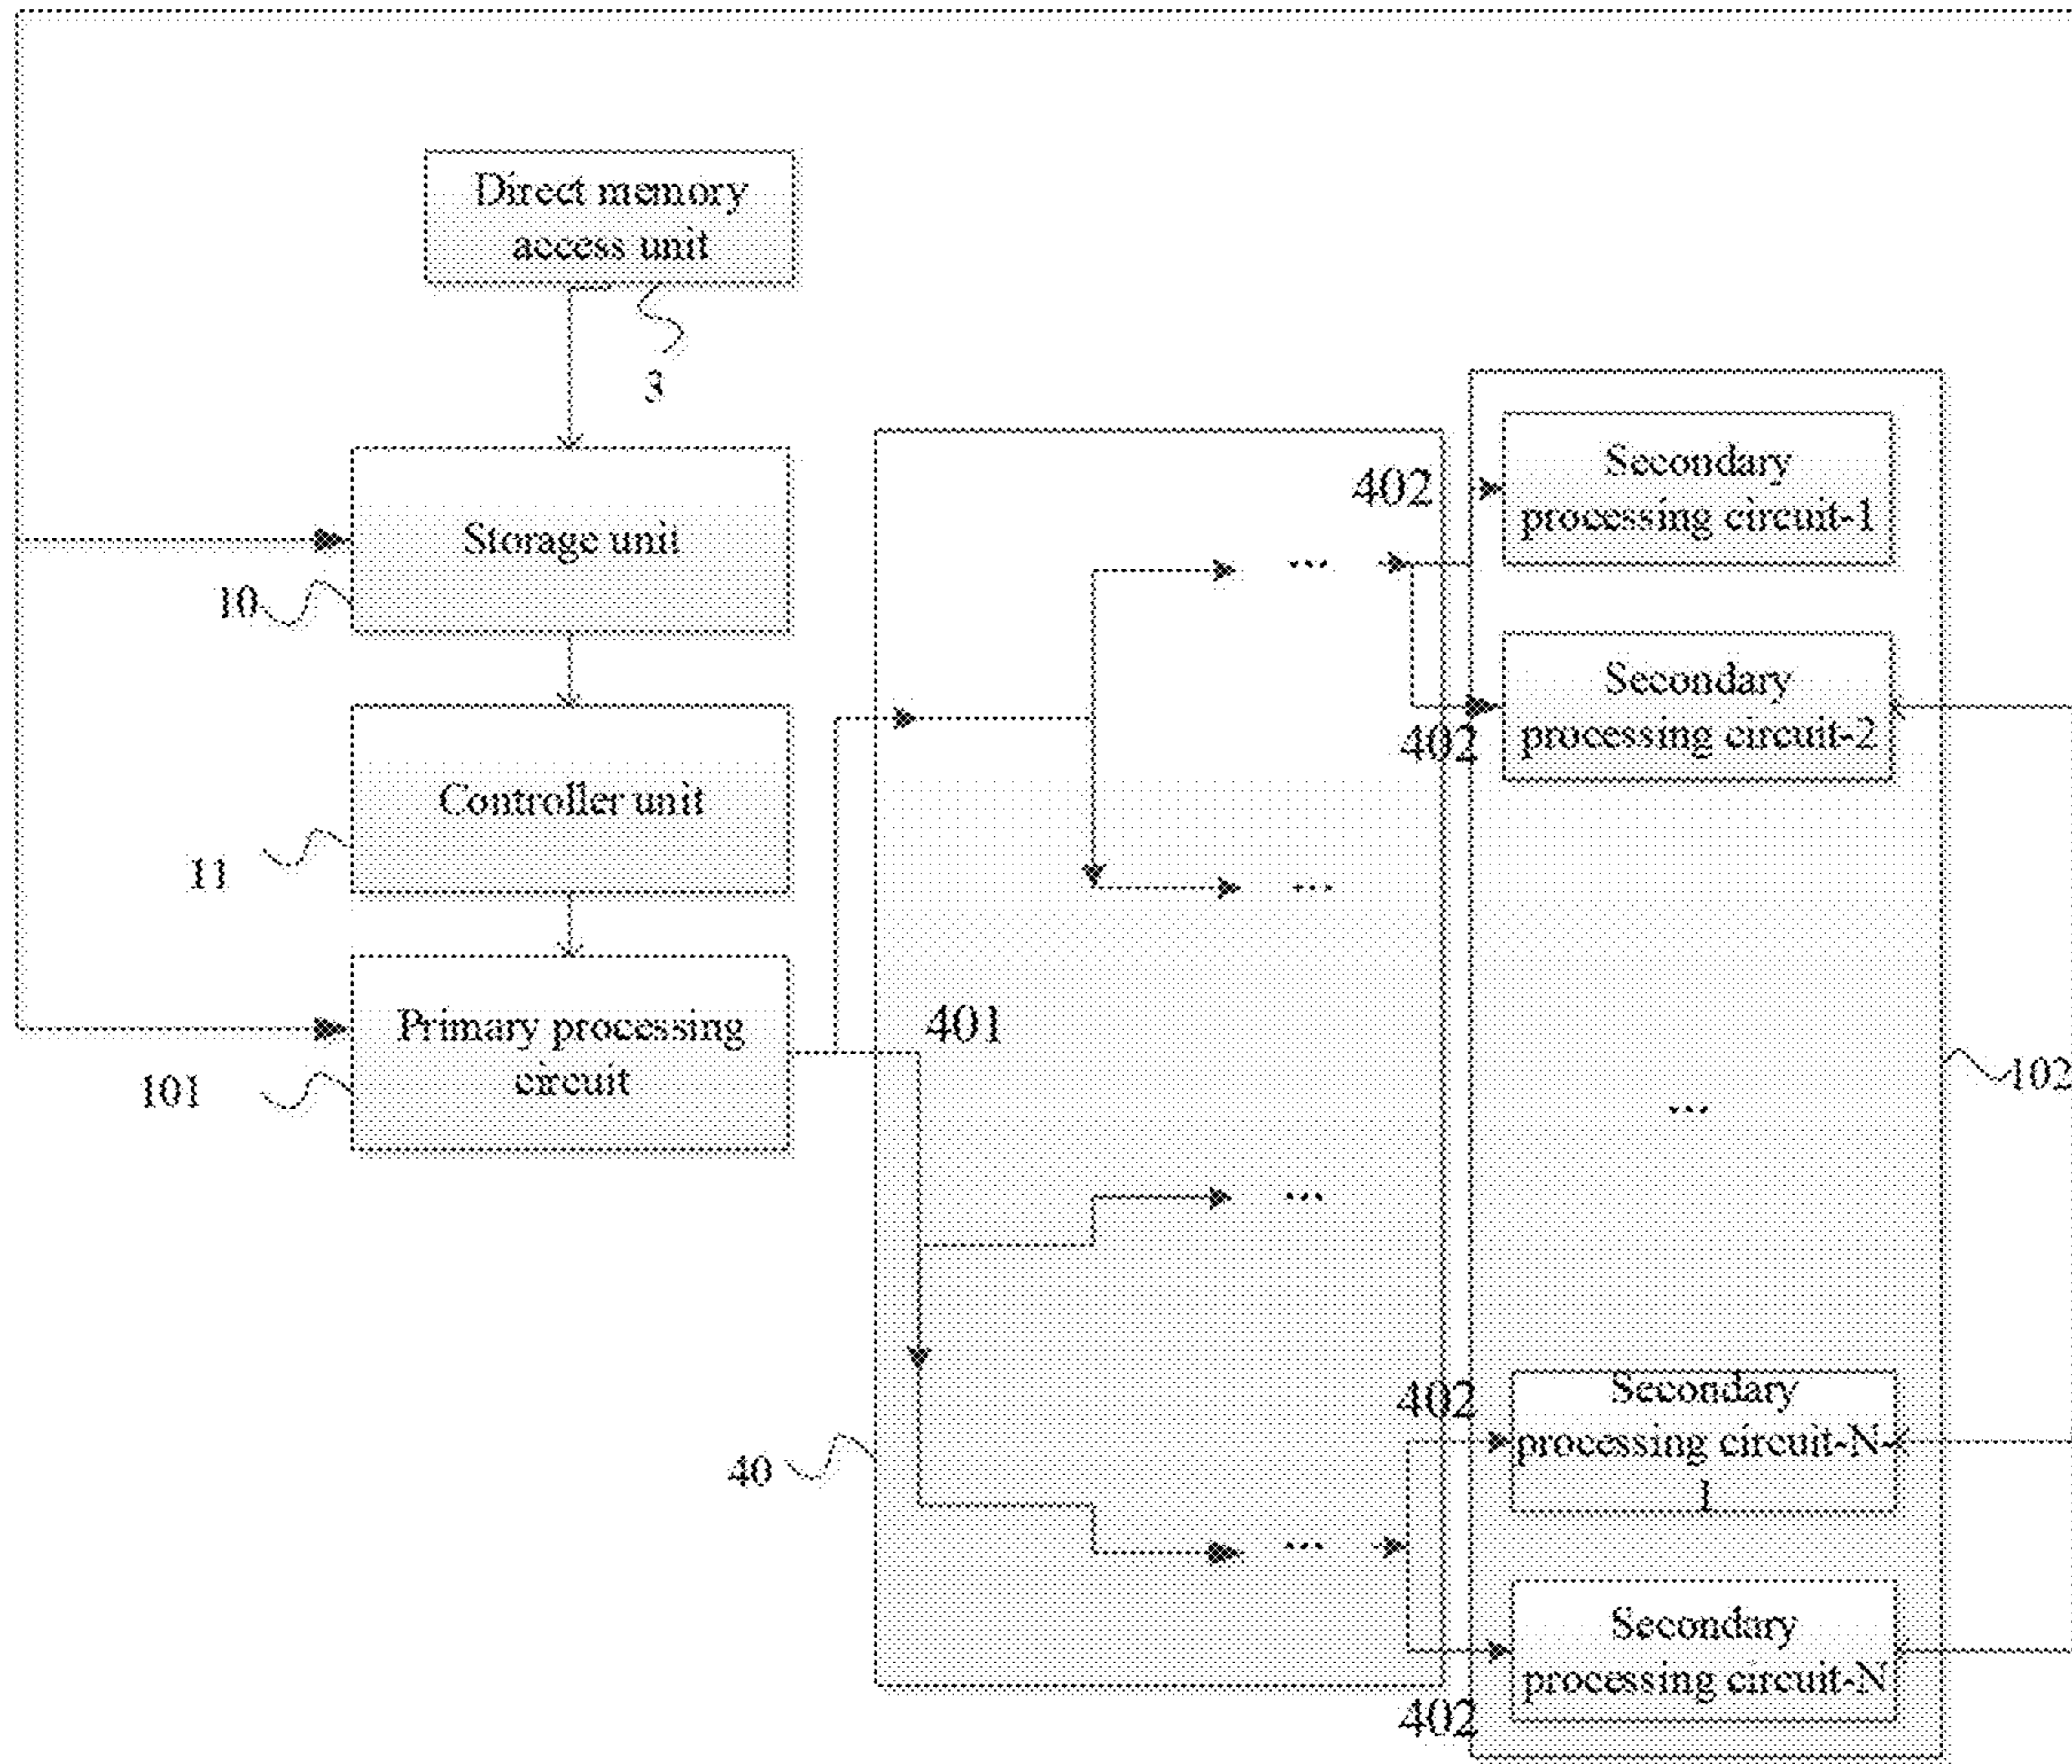 Direct memory
access unit
3
Storage unit
10
Controller unit
11
Primary processing
circuit
101
401
40
402
Secondary
processing circuit-1
...
402
Secondary
processing circuit-2
...
102
...
...
402
Secondary
processing circuit-N-
1
...
402
Secondary
processing circuit-N